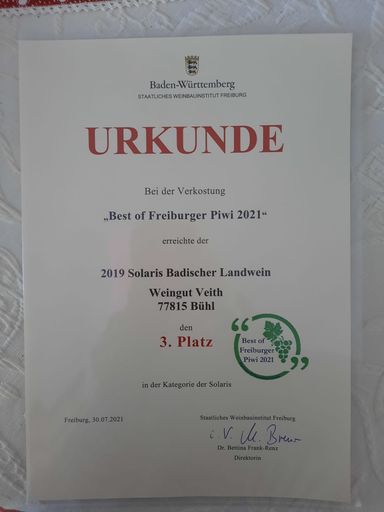 Baden-Württemberg
STAATLICHES WEINBAUINSTITUT FREIBURG
URKUNDE
Bei der Verkostung
„Best of Freiburger Piwi 2021“
erreichte der
2019 Solaris Badischer Landwein
Weingut Veith
77815 Bühl
den
3. Platz
Best of
Freiburger
Piwi 2021
in der Kategorie der Solaris
Freiburg, 30.07.2021
Staatliches Weinbauinstitut Freiburg
i. V.
Dr. Bettina Frank-Renz
Direktorin